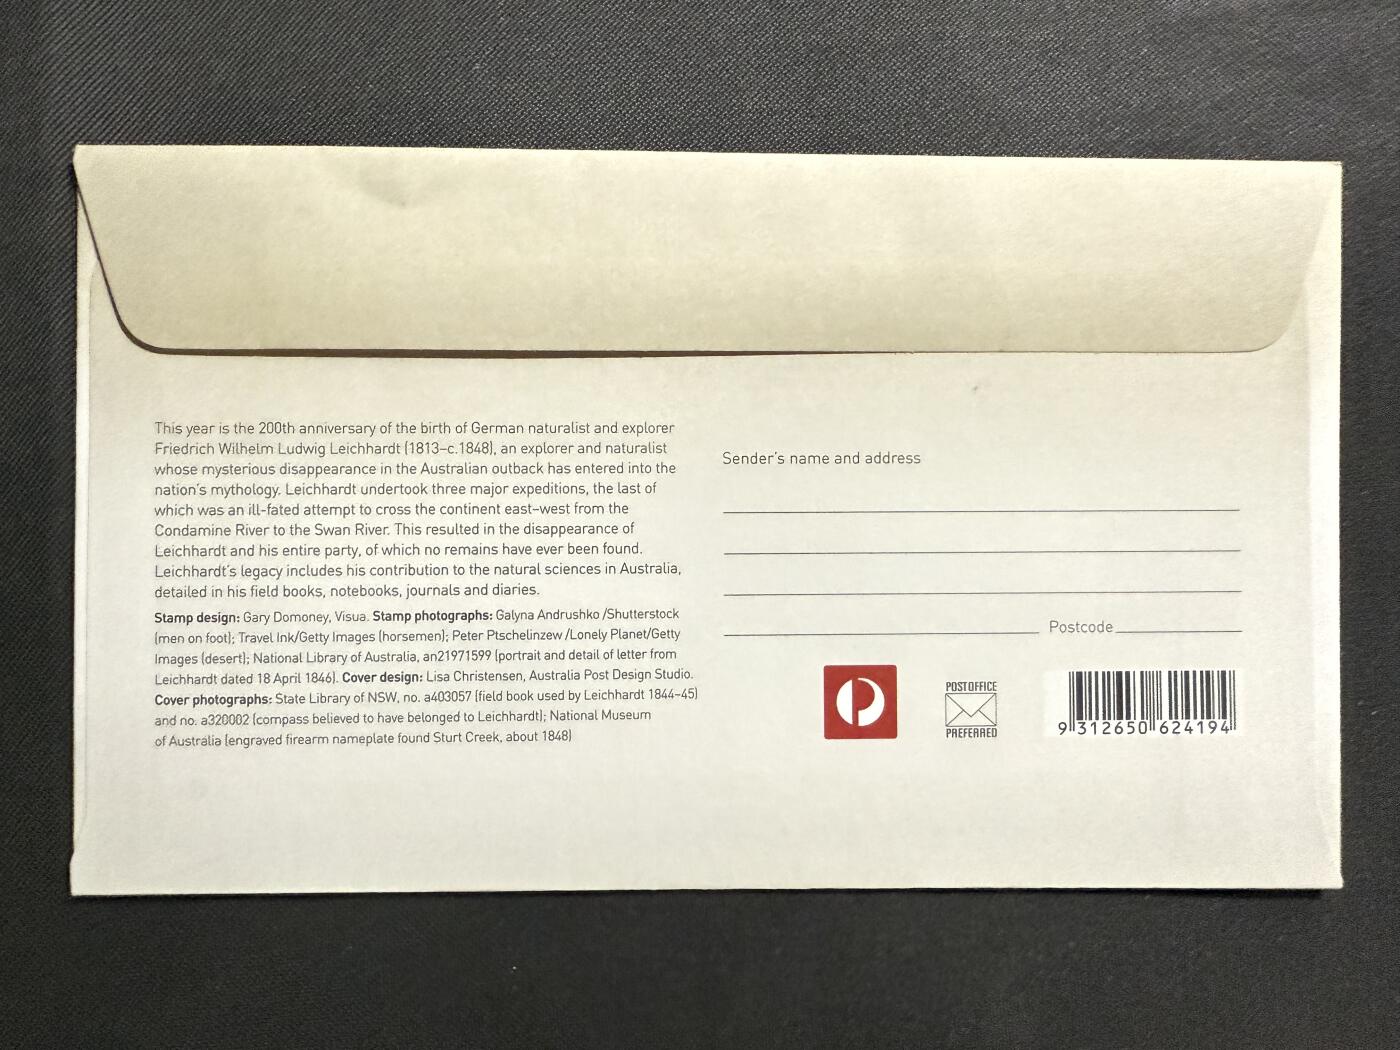 This year is the 200th anniversary of the birth of German naturalist and explorer
Friedrich Wilhelm Ludwig Leichhardt (1813–c.1848), an explorer and naturalist
whose mysterious disappearance in the Australian outback has entered into the
nation's mythology. Leichhardt undertook three major expeditions, the last of
which was an ill-fated attempt to cross the continent east–west from the
Condamine River to the Swan River. This resulted in the disappearance of
Leichhardt and his entire party, of which no remains have ever been found.
Leichhardt's legacy includes his contribution to the natural sciences in Australia,
detailed in his field books, notebooks, journals and diaries.
Stamp design: Gary Domoney, Visua. Stamp photographs: Galyna Andrushko /Shutterstock
(men on foot); Travel Ink/Getty Images (horsemen); Peter Ptschelinzew /Lonely Planet/Getty
Images (desert); National Library of Australia, an21971599 (portrait and detail of letter from
Leichhardt dated 18 April 1846). Cover design: Lisa Christensen, Australia Post Design Studio.
Cover photographs: State Library of NSW, no. a403057 (field book used by Leichhardt 1844–45)
and no. a320002 (compass believed to have belonged to Leichhardt); National Museum
of Australia (engraved firearm nameplate found Sturt Creek, about 1848)
Sender's name and address
Postcode
POST OFFICE
PREFERRED
9 312650 624194